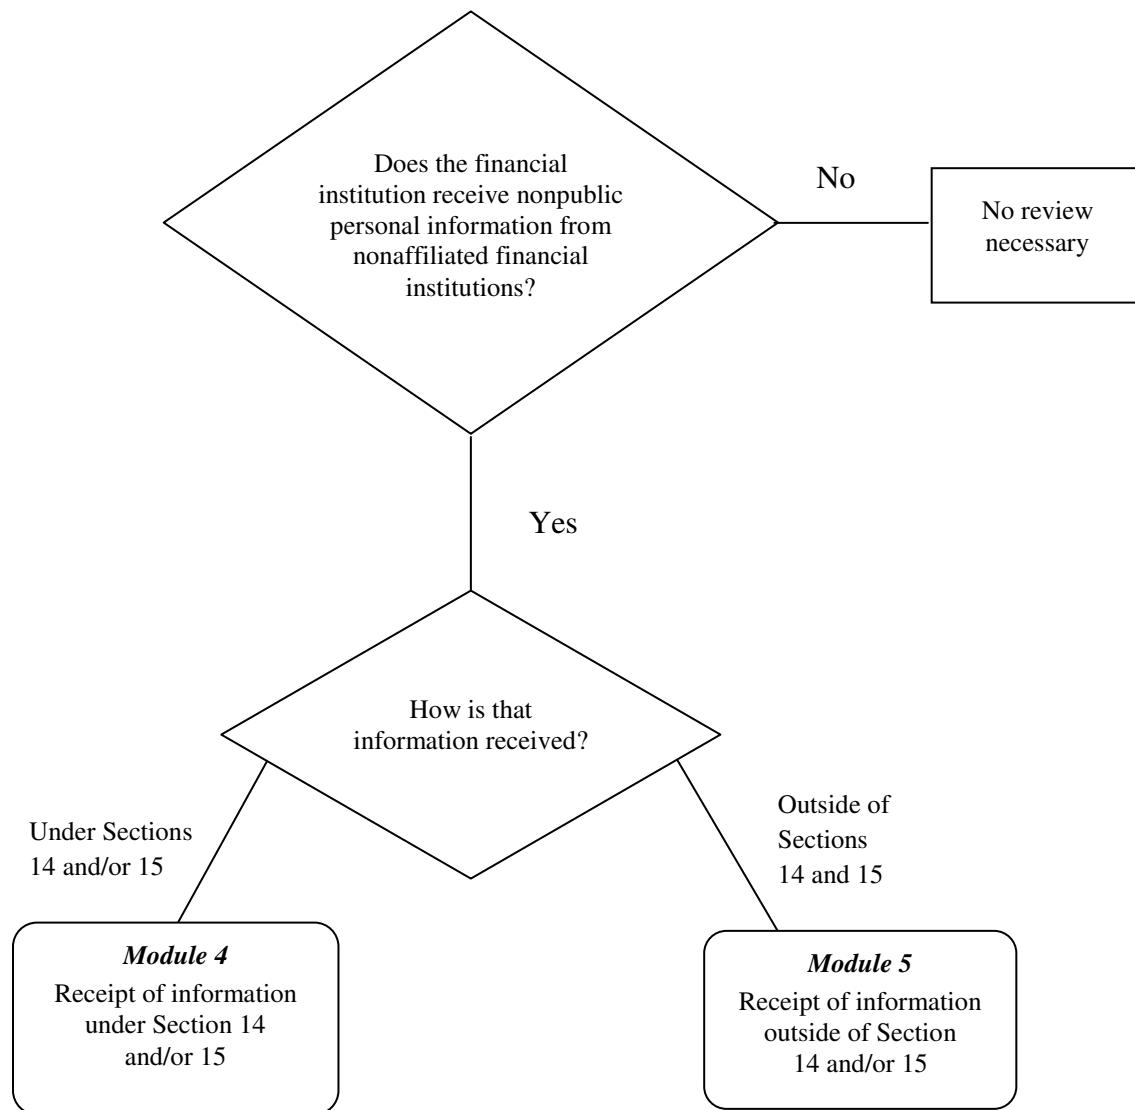 Does the financial
institution receive nonpublic
personal information from
nonaffiliated financial
institutions?
No
No review
necessary
Yes
How is that
information received?
Under Sections
14 and/or 15
Outside of
Sections
14 and 15
Module 4
Receipt of information
under Section 14
and/or 15
Module 5
Receipt of information
outside of Section
14 and/or 15